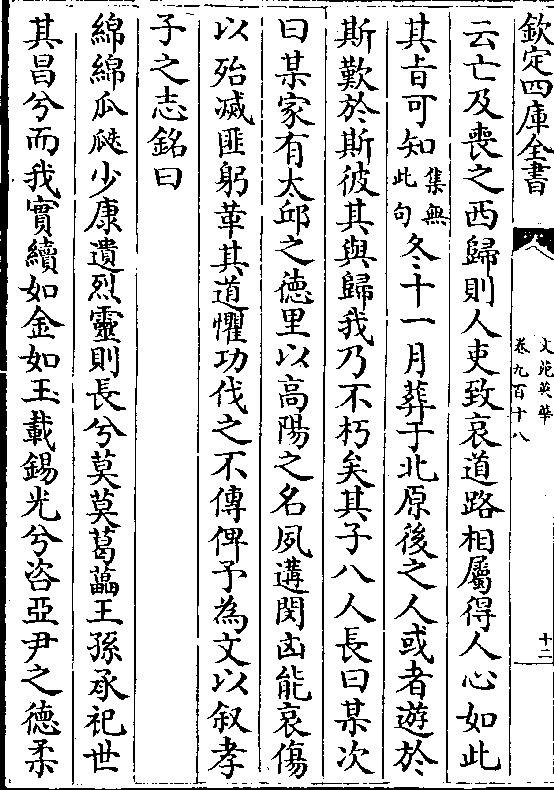 欽定四庫全書
文苑英華
卷九百十八
十二
云亡及喪之西歸則人吏致哀道路相屬得人心如此
其旨可知集無此句冬十一月葬于北原後之人或者遊於
斯歎於斯彼其與歸我乃不朽矣其子八人長曰某次
曰某家有太邱之德里以高陽之名夙遘閔凶能哀傷
以殆滅匪躬葦其道懼功伐之不傳俾予為文以叙孝
子之志銘曰
綿綿瓜瓞少康遺烈靈則長兮莫莫葛藟王孫承祀世
其昌兮而我實續如金如玉載錫光兮咨亞尹之德柔